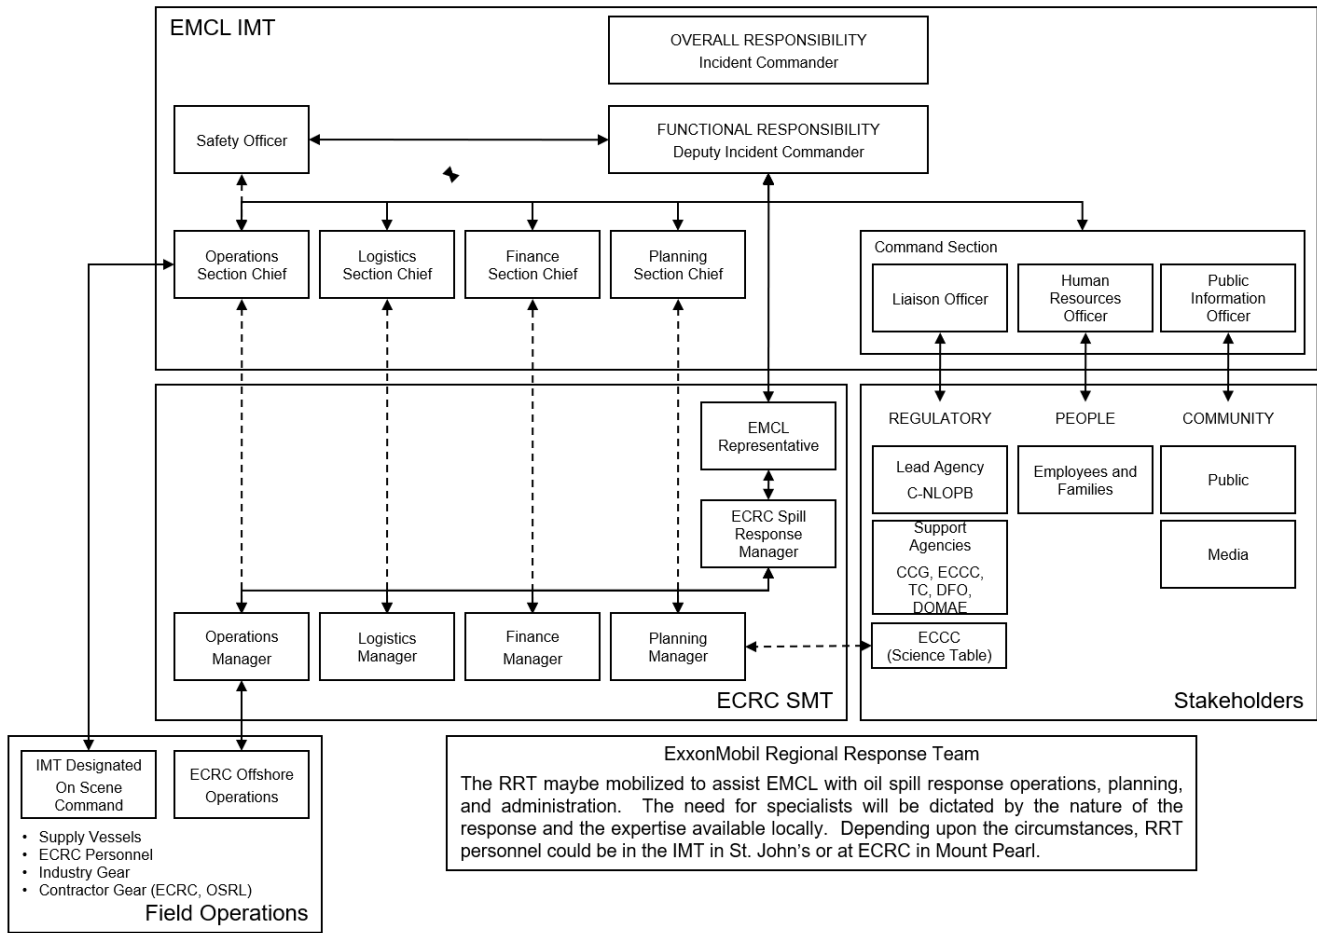 EMCL IMT
OVERALL RESPONSIBILITY
Incident Commander
Safety Officer
FUNCTIONAL RESPONSIBILITY
Deputy Incident Commander
Operations
Section Chief
Logistics
Section Chief
Finance
Section Chief
Planning
Section Chief
Command Section
Liaison Officer
Human
Resources
Officer
Public
Information
Officer
EMCL
Representative
ECRC Spill
Response
Manager
Operations
Manager
Logistics
Manager
Finance
Manager
Planning
Manager
ECRC SMT
REGULATORY
PEOPLE
COMMUNITY
Lead Agency
C-NLOPB
Employees and
Families
Public
Support
Agencies
CCG, ECCC,
TC, DFO,
DOMAE
Media
ECCC
(Science Table)
Stakeholders
IMT Designated
On Scene
Command
ECRC Offshore
Operations
• Supply Vessels
• ECRC Personnel
• Industry Gear
• Contractor Gear (ECRC, OSRL)
Field Operations
ExxonMobil Regional Response Team
The RRT maybe mobilized to assist EMCL with oil spill response operations, planning,
and administration. The need for specialists will be dictated by the nature of the
response and the expertise available locally. Depending upon the circumstances, RRT
personnel could be in the IMT in St. John’s or at ECRC in Mount Pearl.